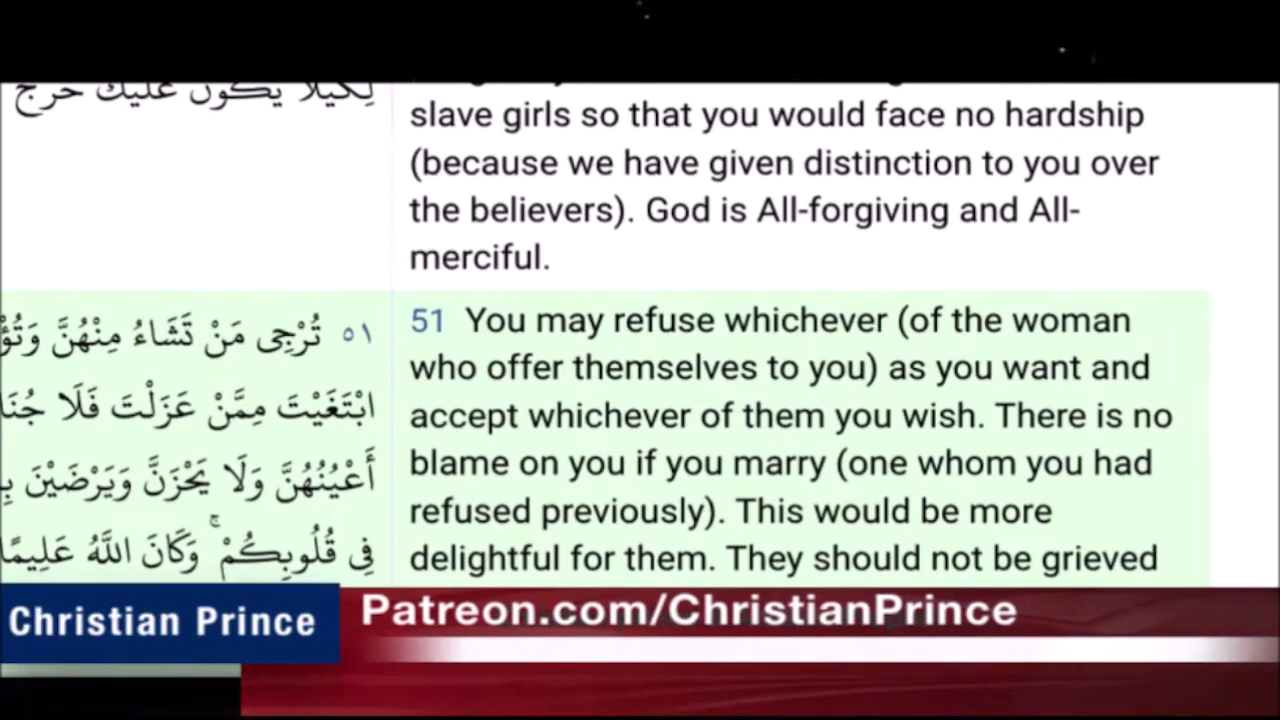 لِكَيْلَا يَكُونَ عَلَيْكَ حَرَجٌ
slave girls so that you would face no hardship
(because we have given distinction to you over
the believers). God is All-forgiving and All-
merciful.
٥١ تُرْجِي مَنْ تَشَاءُ مِنْهُنَّ
ابْتَغَيْتَ مِمَّنْ عَزَلْتَ فَلَا
أَعْيُنُهُنَّ وَلَا يَحْزَنَّ وَيَرْضَيْنَ
فِي قُلُوبِكُمْ ۚ وَكَانَ اللَّهُ عَلِيمًا
51 You may refuse whichever (of the woman
who offer themselves to you) as you want and
accept whichever of them you wish. There is no
blame on you if you marry (one whom you had
refused previously). This would be more
delightful for them. They should not be grieved
Christian Prince
Patreon.com/ChristianPrince